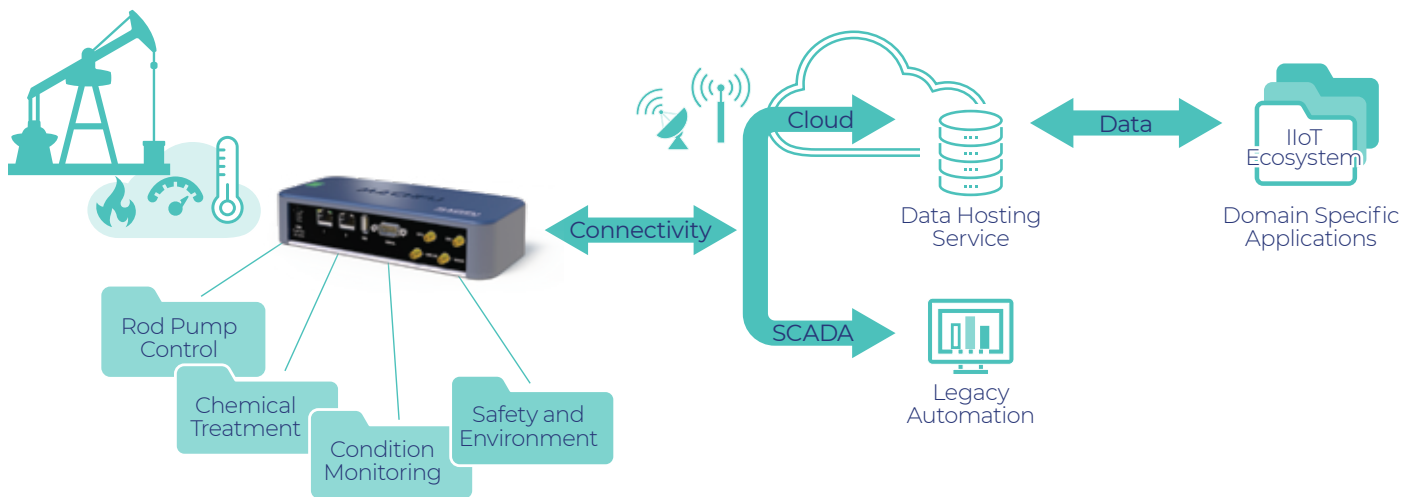 MACHFU
Connectivity
Cloud
SCADA
Data Hosting
Service
Data
IIoT
Ecosystem
Domain Specific
Applications
Legacy
Automation
Rod Pump
Control
Chemical
Treatment
Condition
Monitoring
Safety and
Environment